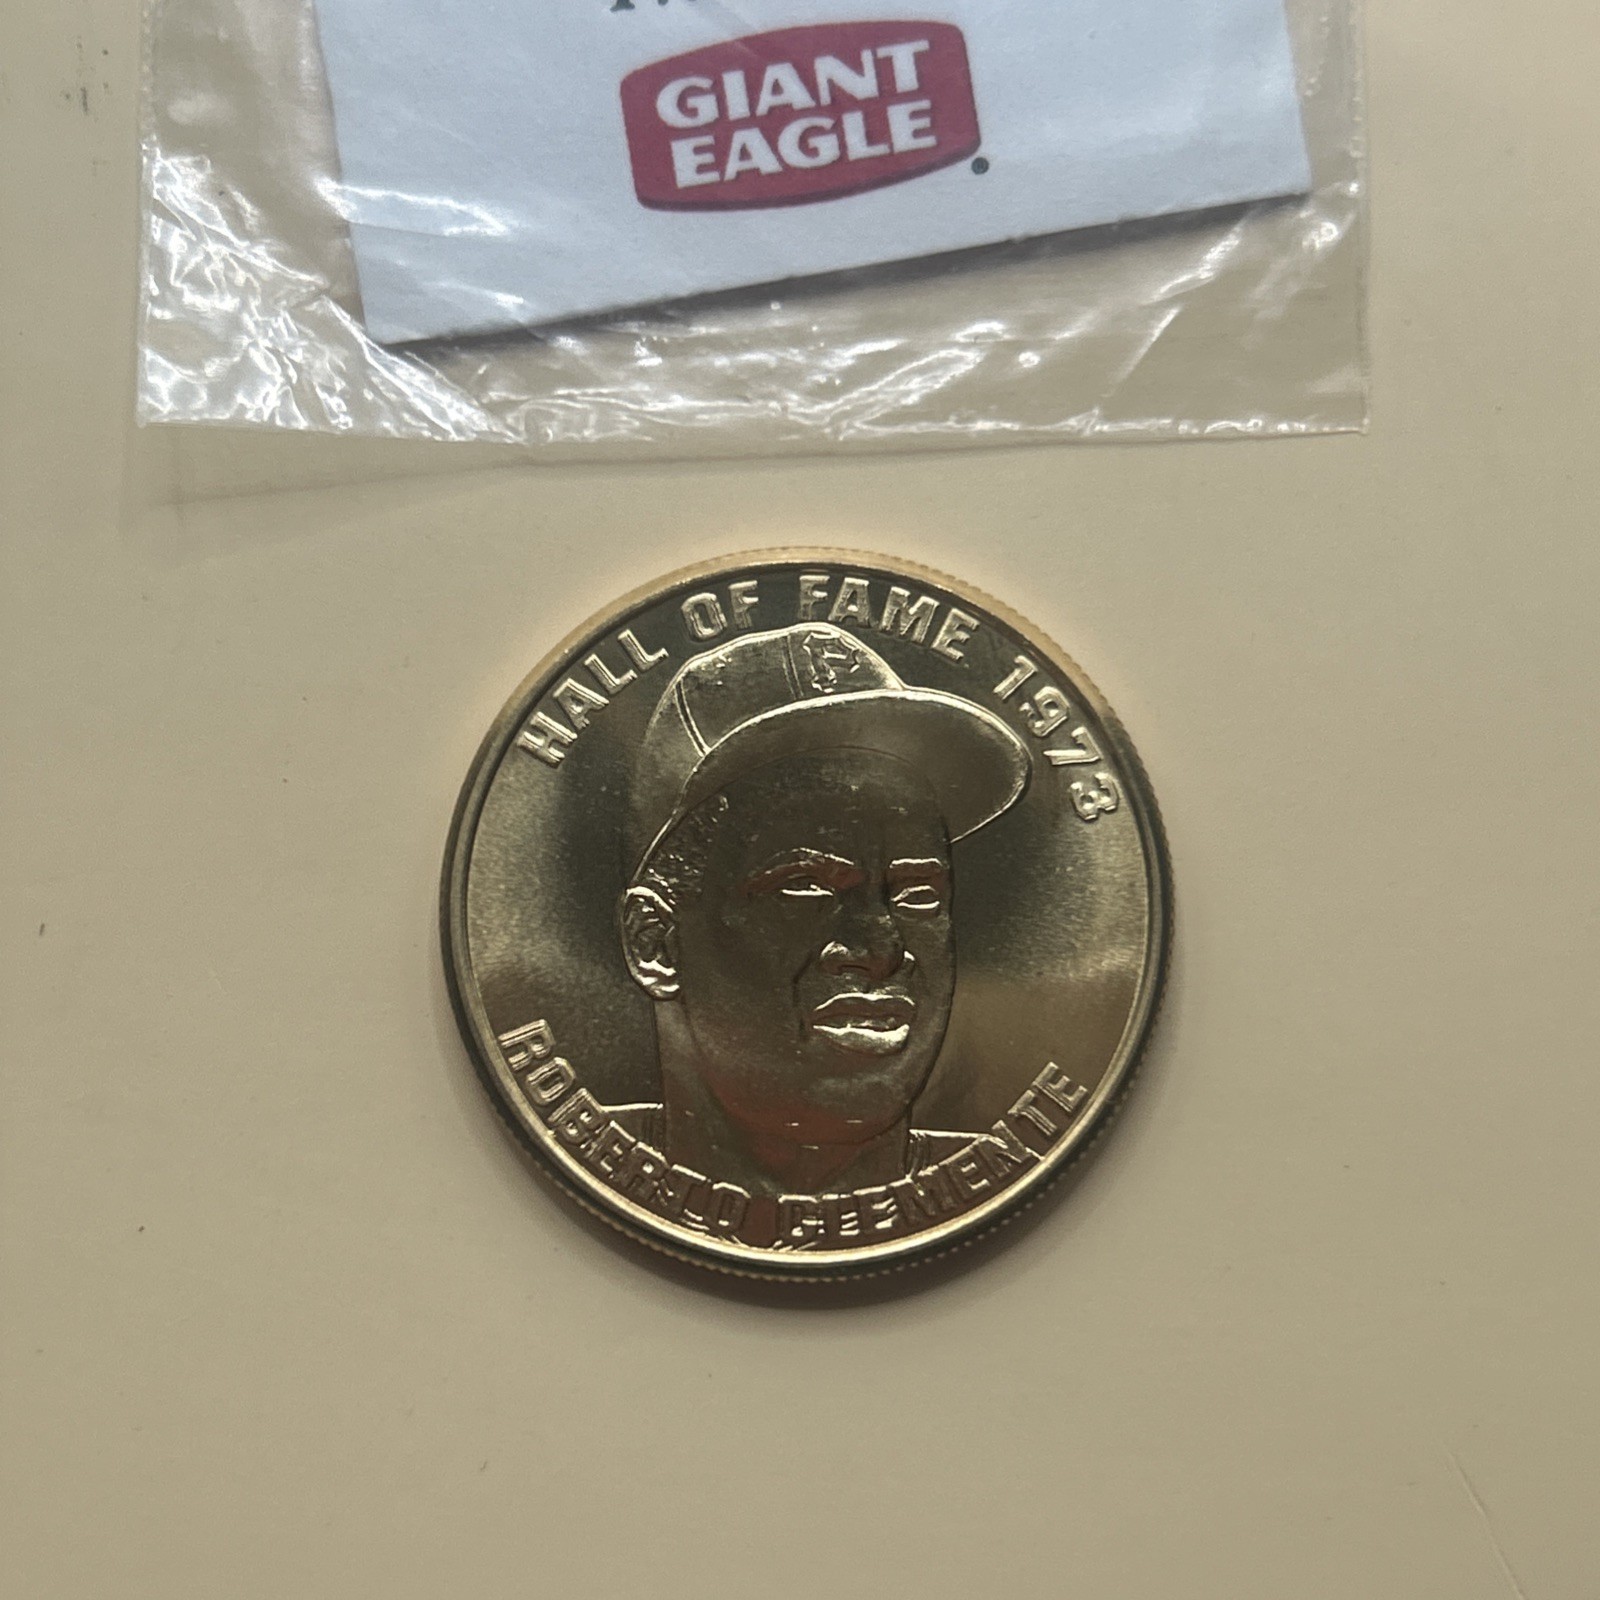 GIANT
EAGLE
HALL OF FAME 1973
P
ROBERTO CLEMENTE